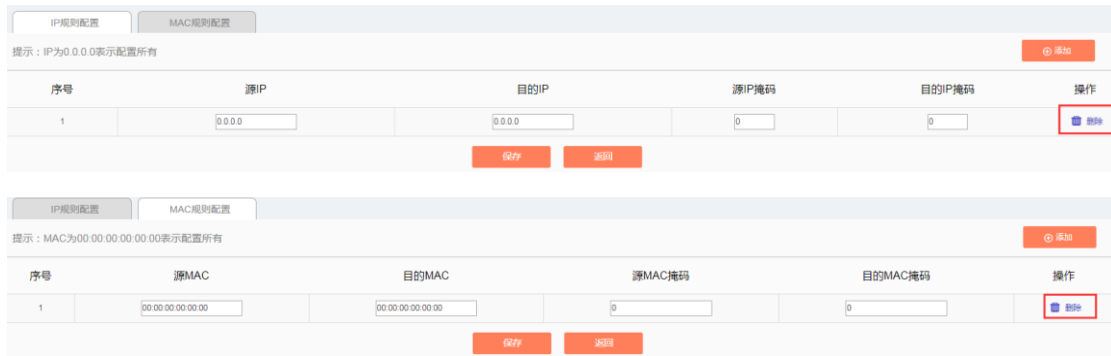 IP规则配置 MAC规则配置
提示：IP为0.0.0.0表示配置所有 添加
序号 源IP 目的IP 源IP掩码 目的IP掩码 操作
1 0.0.0.0 0.0.0.0 0 0 删除
保存 返回
IP规则配置 MAC规则配置
提示：MAC为00:00:00:00:00:00表示配置所有 添加
序号 源MAC 目的MAC 源MAC掩码 目的MAC掩码 操作
1 00:00:00:00:00:00 00:00:00:00:00:00 0 0 删除
保存 返回